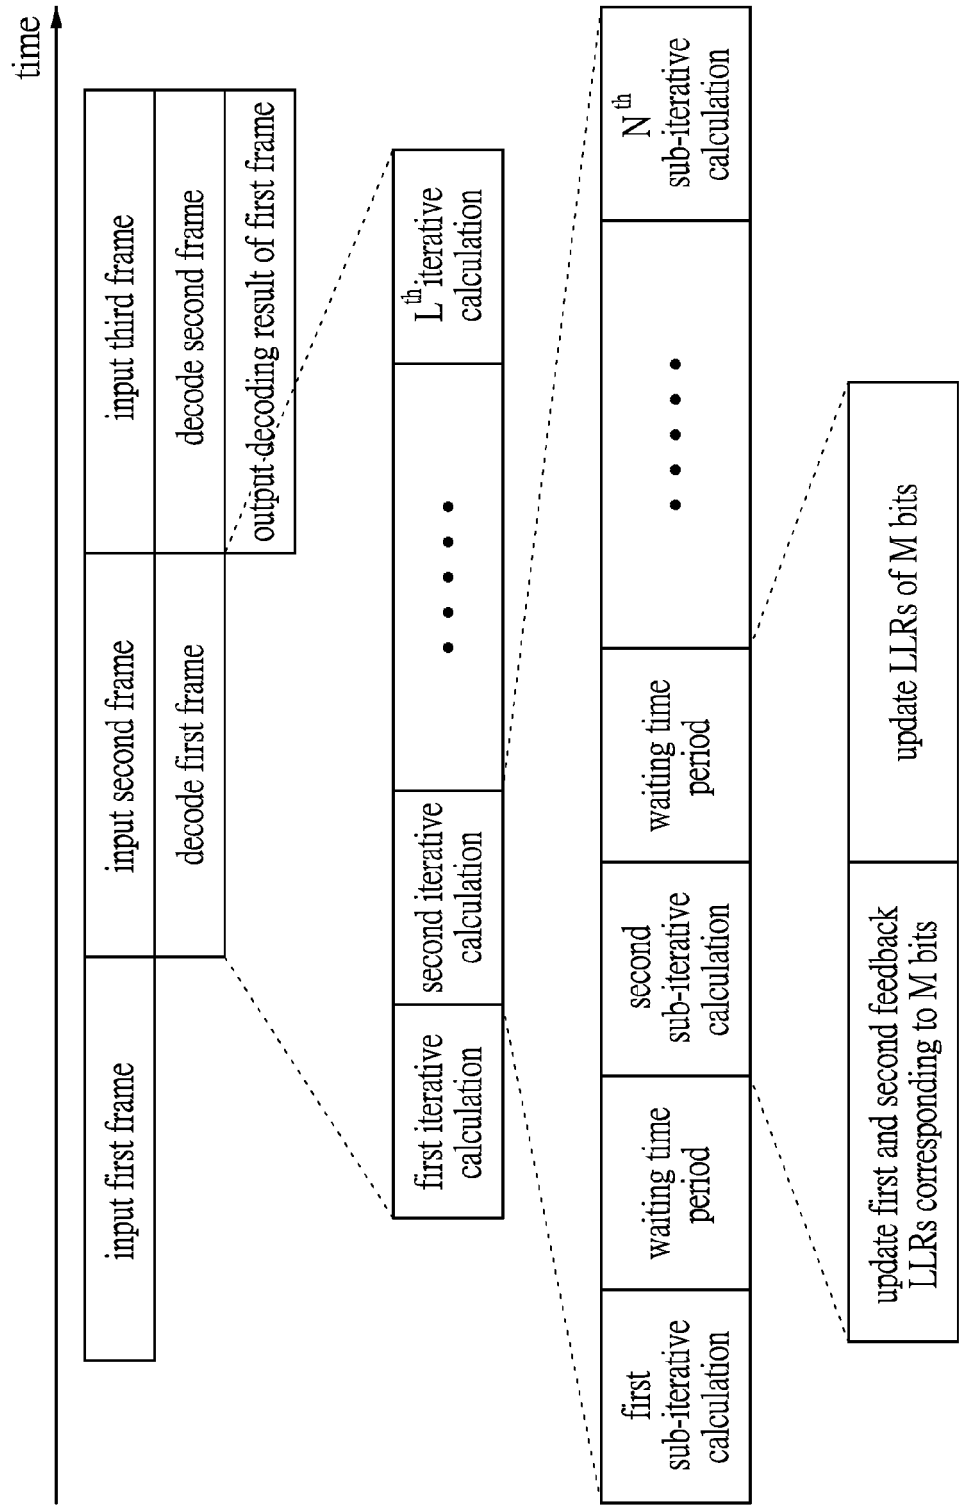 time
input first frame
input second frame
input third frame
decode first frame
decode second frame
output decoding result of first frame
first iterative
calculation
second iterative
calculation
L^th iterative
calculation
first
sub-iterative
calculation
waiting time
period
second
sub-iterative
calculation
waiting time
period
N^th
sub-iterative
calculation
update first and second feedback
LLRs corresponding to M bits
update LLRs of M bits